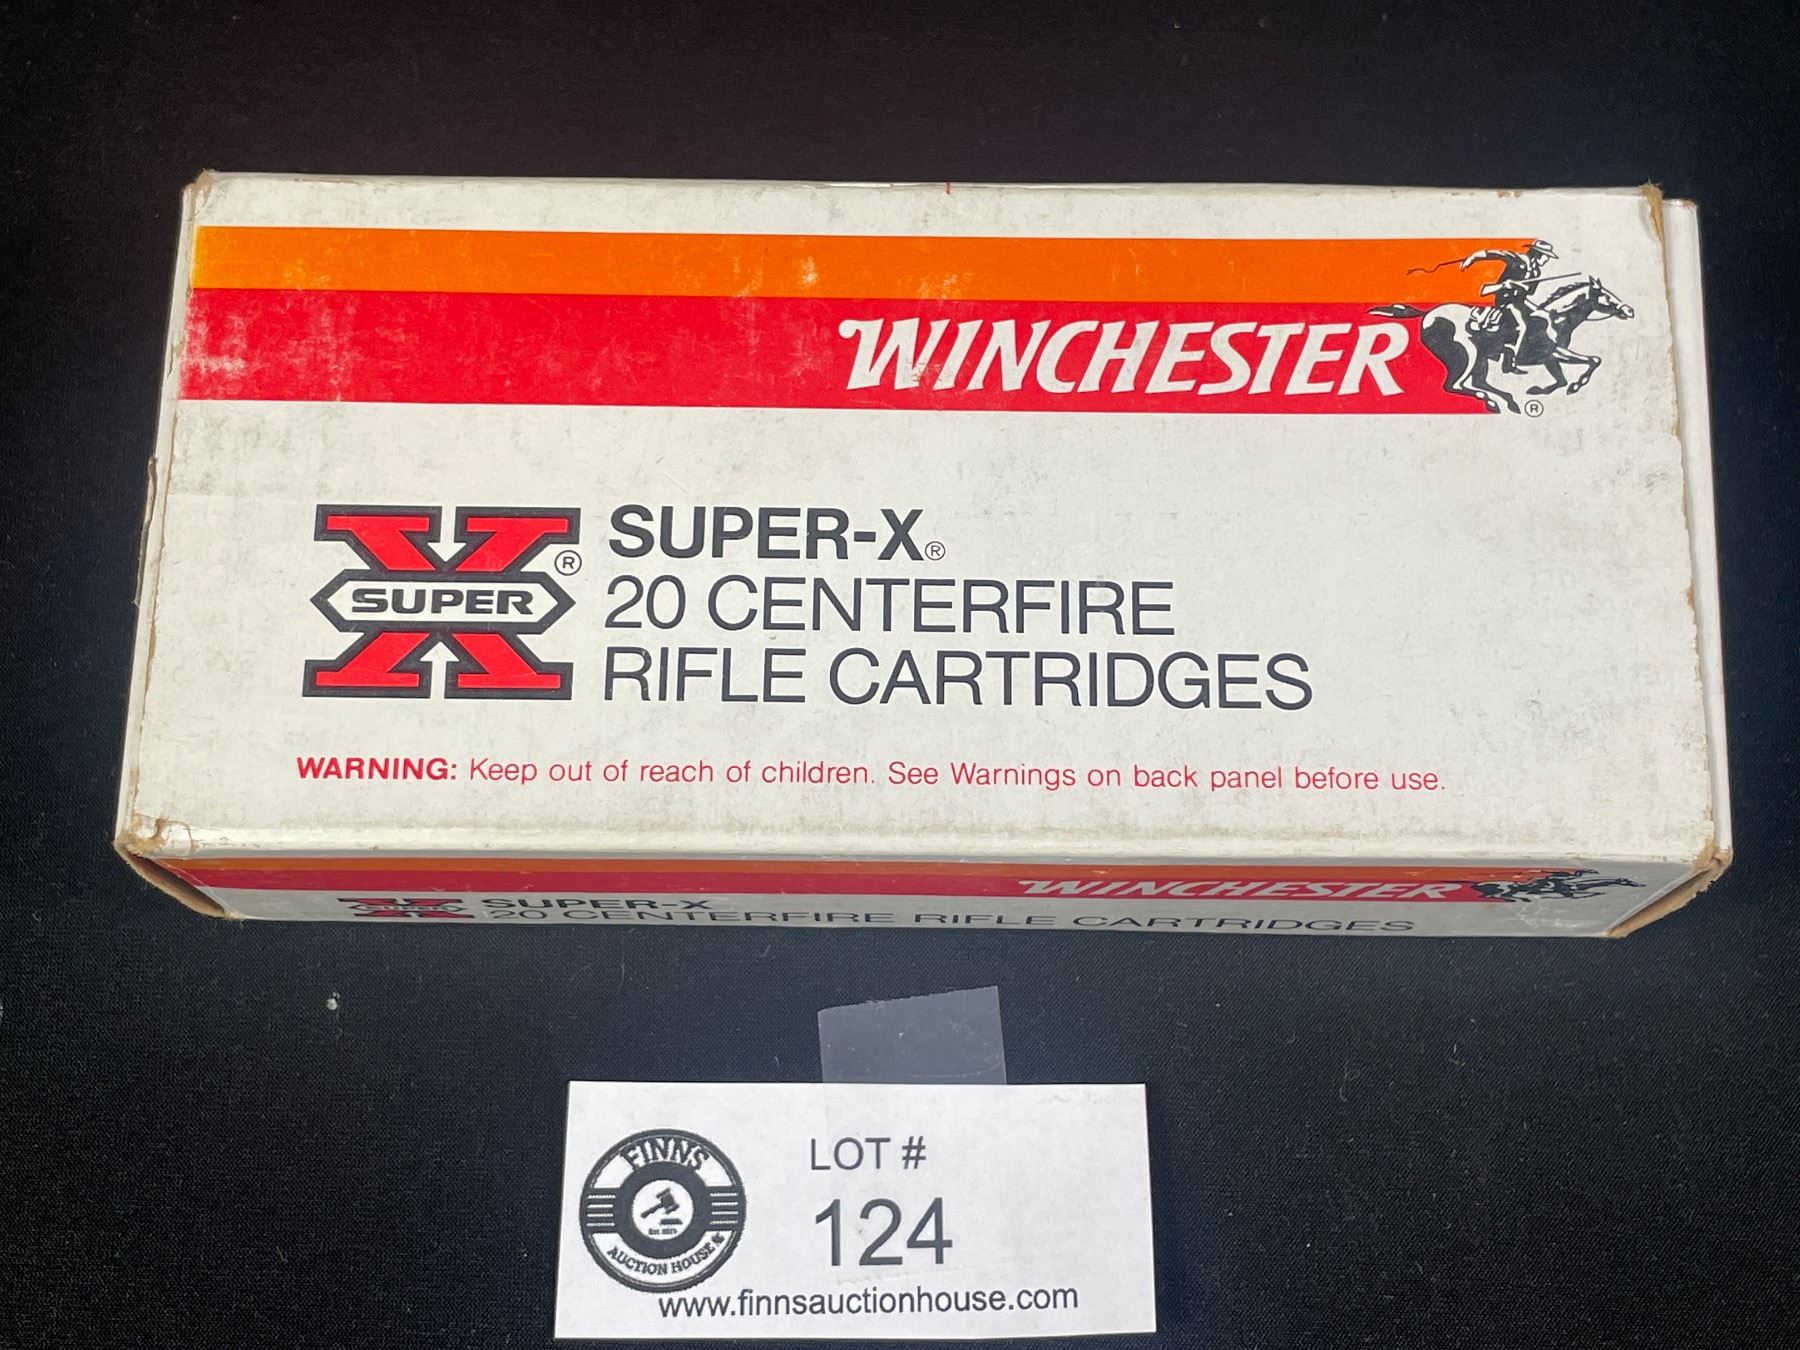 WINCHESTER
®
SUPER ®
SUPER-X®
20 CENTERFIRE
RIFLE CARTRIDGES
WARNING: Keep out of reach of children. See Warnings on back panel before use.
WINCHESTER
SUPER
SUPER-X
20 CENTERFIRE RIFLE CARTRIDGES
FINNS
AUCTION HOUSE
LOT #
124
www.finnsauctionhouse.com